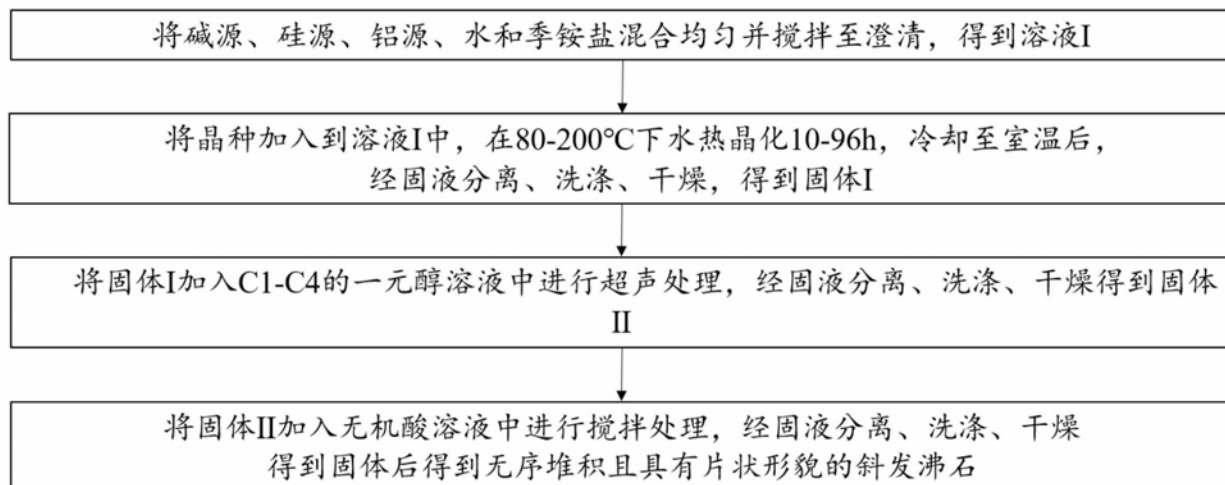 将碱源、硅源、铝源、水和季铵盐混合均匀并搅拌至澄清，得到溶液I
将晶种加入到溶液I中，在80-200°C下水热晶化10-96h，冷却至室温后，
经固液分离、洗涤、干燥，得到固体I
将固体I加入C1-C4的一元醇溶液中进行超声处理，经固液分离、洗涤、干燥得到固体
II
将固体II加入无机酸溶液中进行搅拌处理，经固液分离、洗涤、干燥
得到固体后得到无序堆积且具有片状形貌的斜发沸石